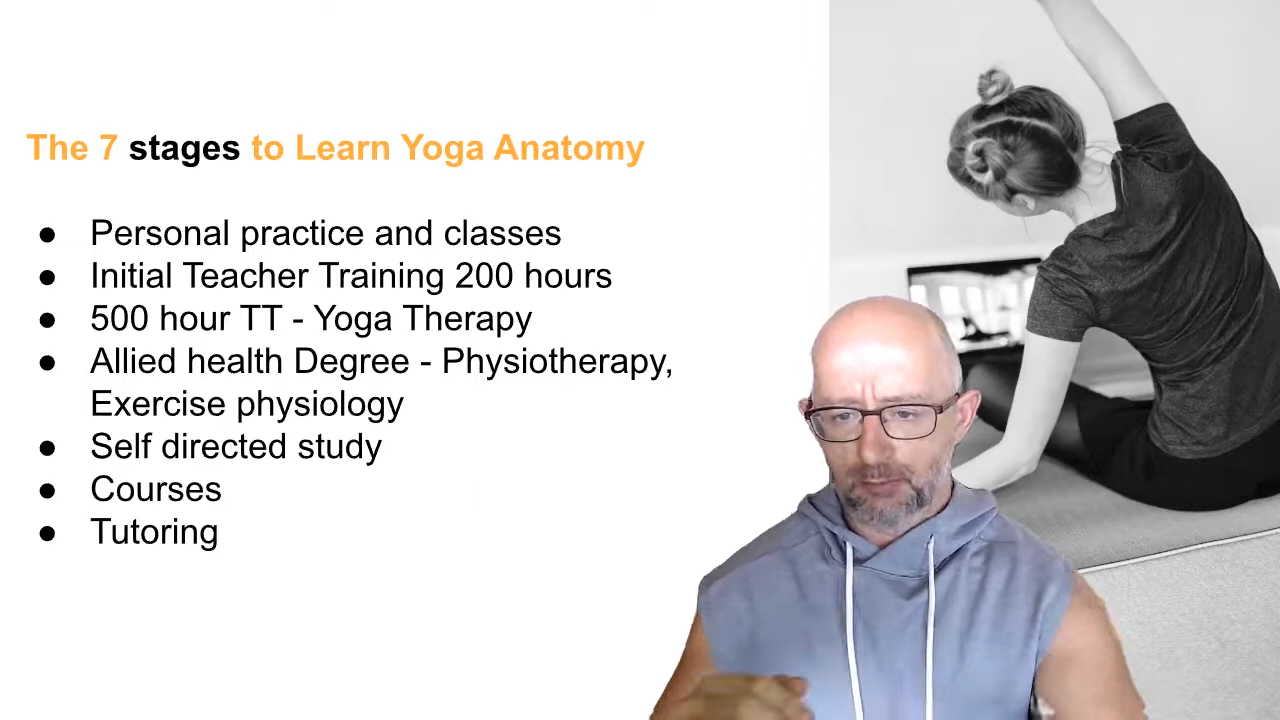 The 7 stages to Learn Yoga Anatomy
● Personal practice and classes
● Initial Teacher Training 200 hours
● 500 hour TT - Yoga Therapy
● Allied health Degree - Physiotherapy,
Exercise physiology
● Self directed study
● Courses
● Tutoring